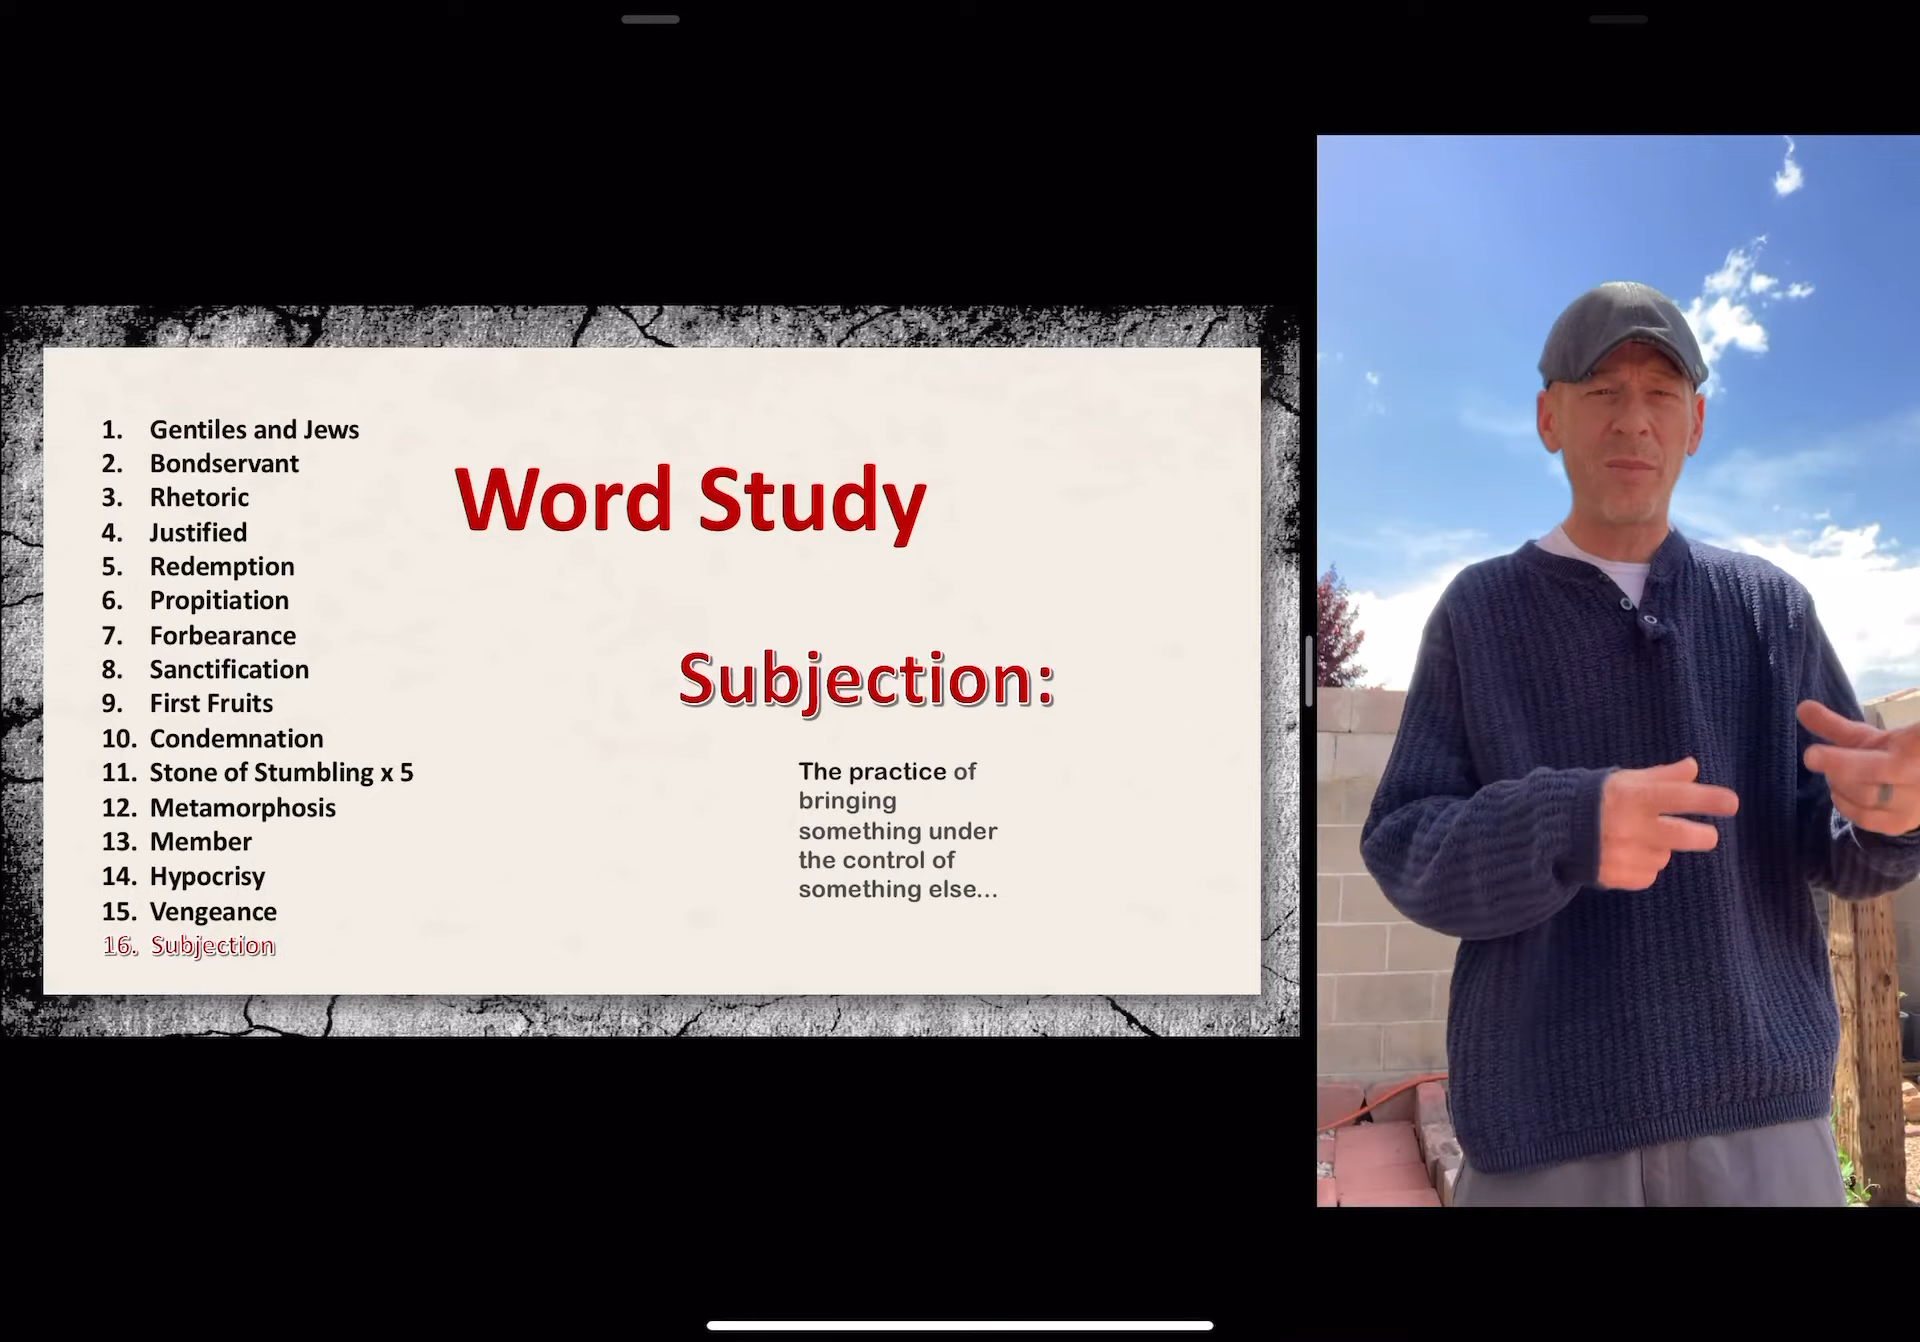 1. Gentiles and Jews
2. Bondservant
3. Rhetoric
4. Justified
5. Redemption
6. Propitiation
7. Forbearance
8. Sanctification
9. First Fruits
10. Condemnation
11. Stone of Stumbling x 5
12. Metamorphosis
13. Member
14. Hypocrisy
15. Vengeance
16. Subjection
Word Study
Subjection:
The practice of
bringing
something under
the control of
something else...